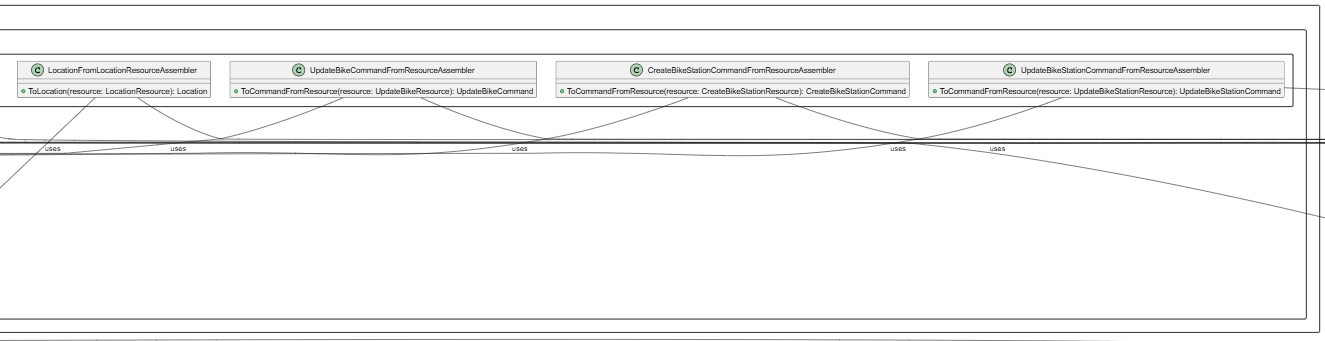 C LocationFromLocationResourceAssembler
ToLocation(resource: LocationResource): Location
C UpdateBikeCommandFromResourceAssembler
ToCommandFromResource(resource: UpdateBikeResource): UpdateBikeCommand
C CreateBikeStationCommandFromResourceAssembler
ToCommandFromResource(resource: CreateBikeStationResource): CreateBikeStationCommand
C UpdateBikeStationCommandFromResourceAssembler
ToCommandFromResource(resource: UpdateBikeStationResource): UpdateBikeStationCommand
uses
uses
uses
uses
uses